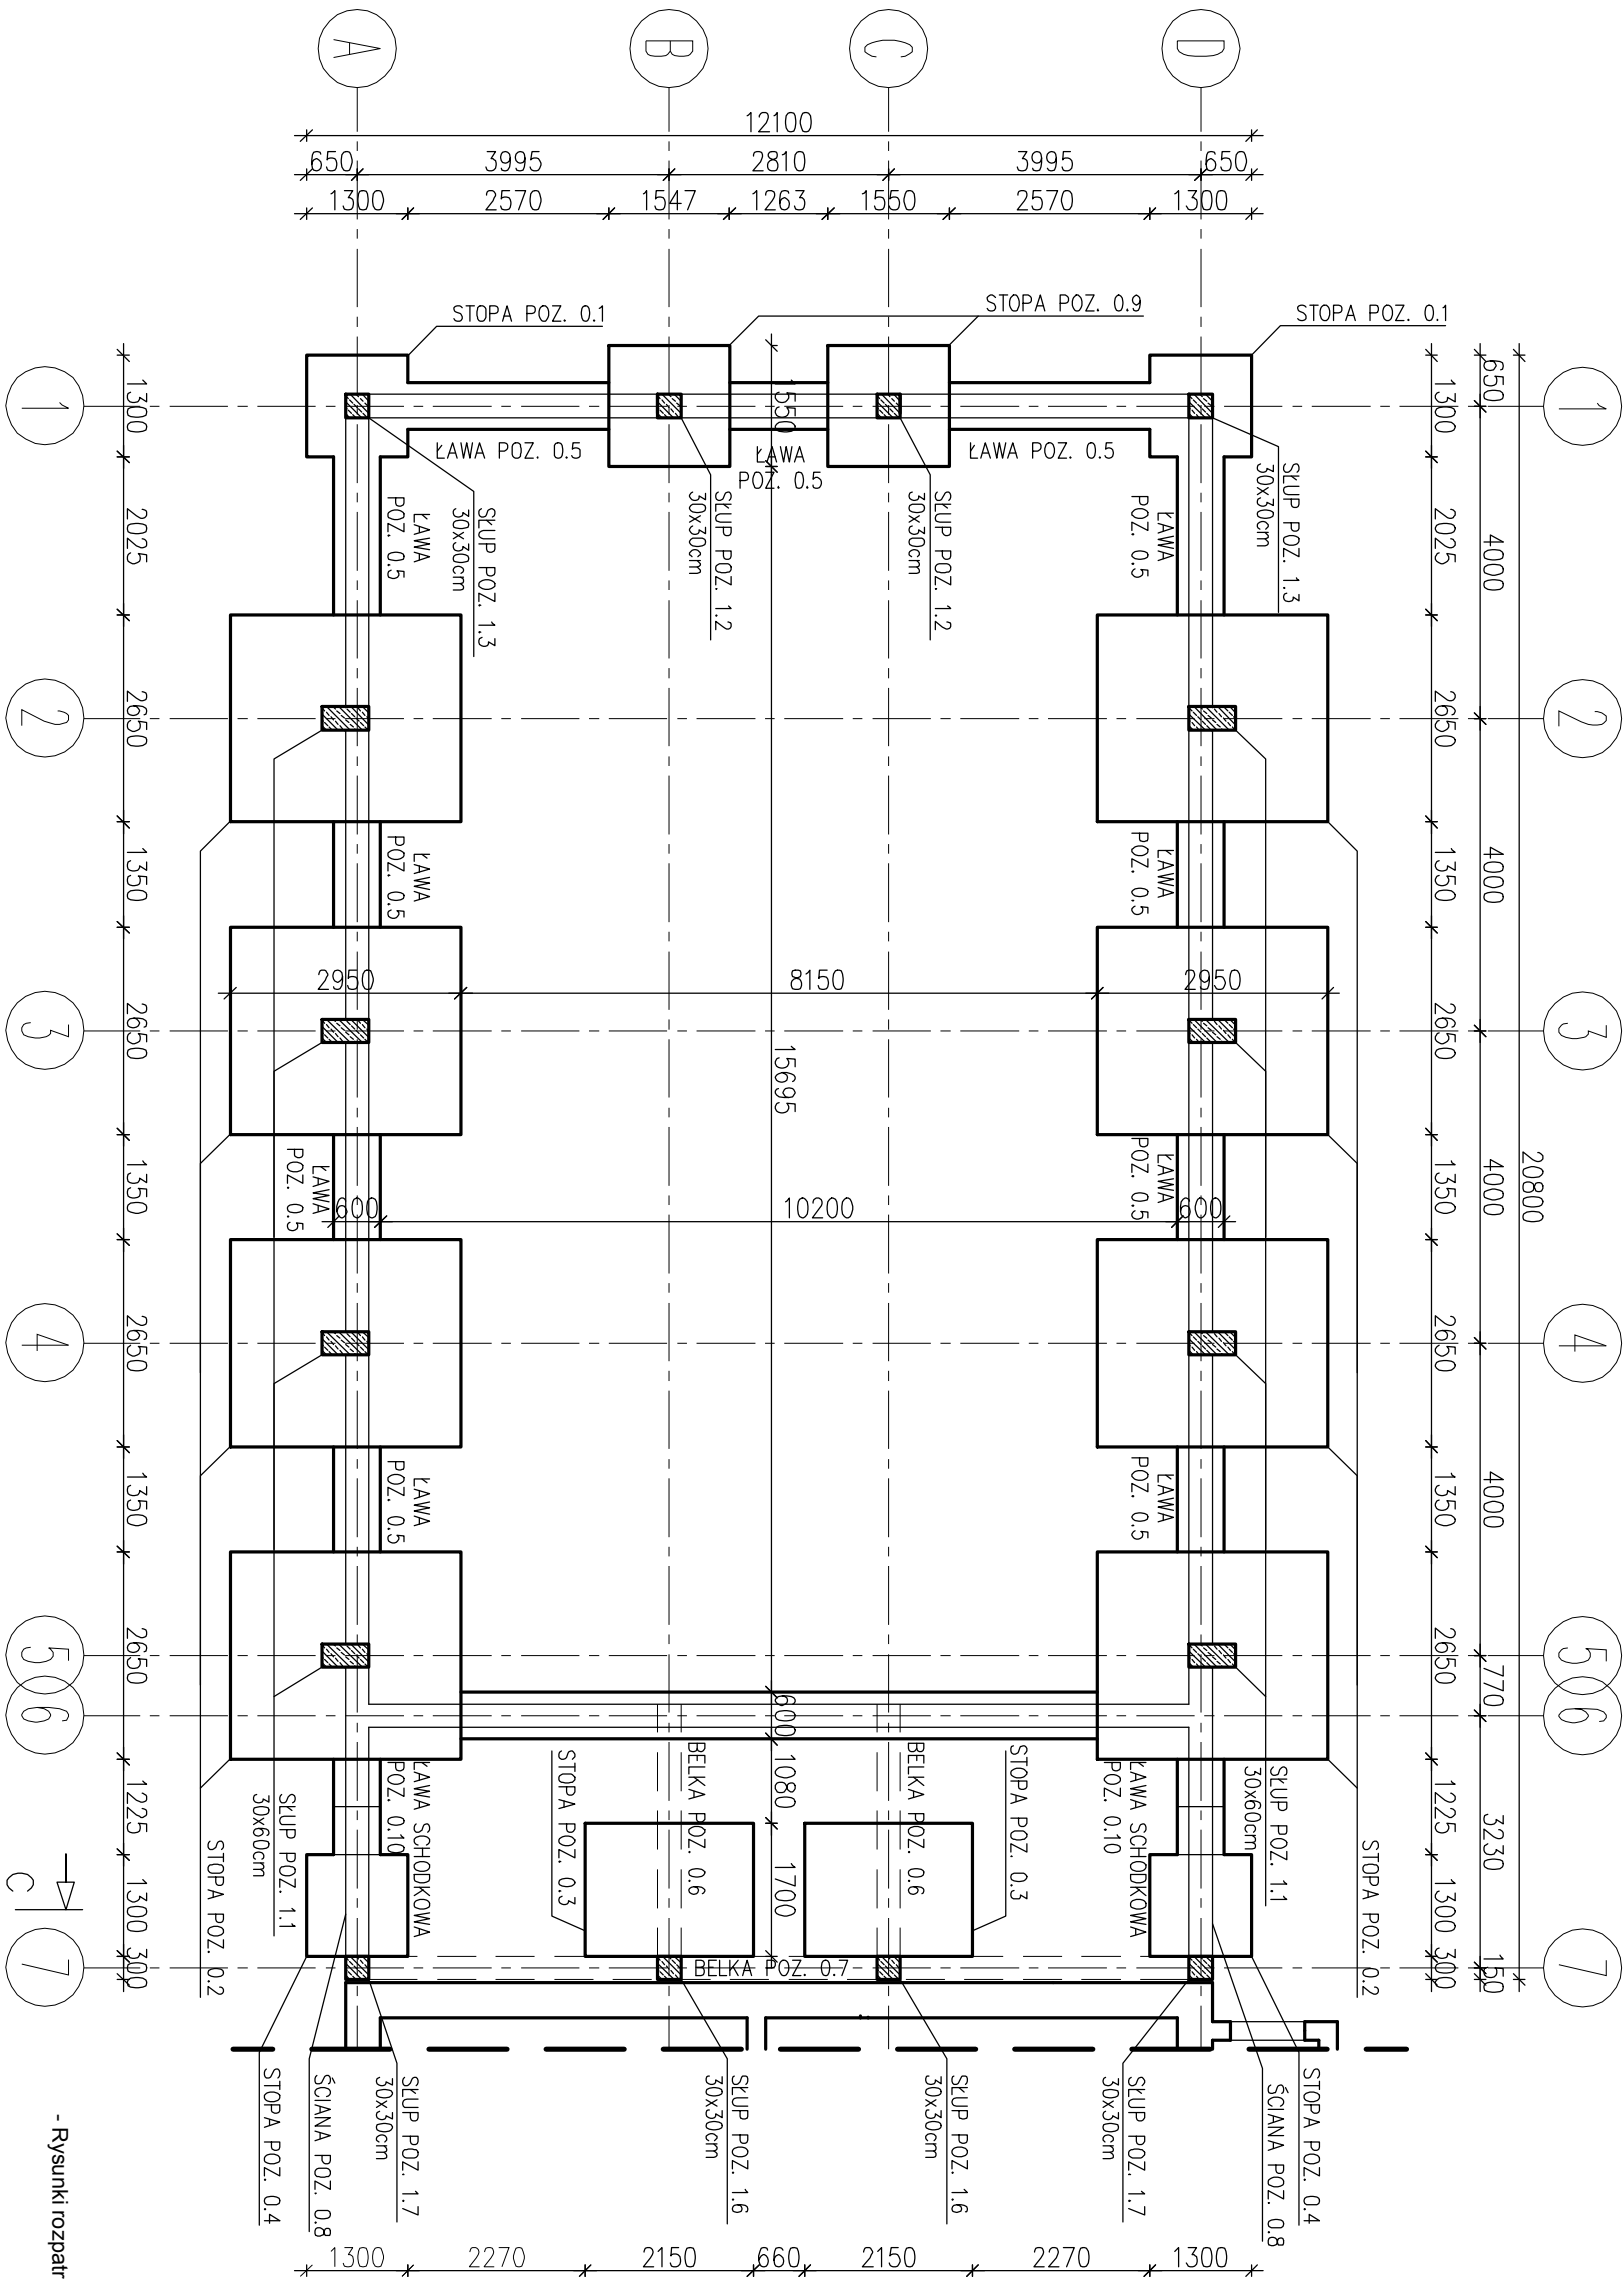 A
B
C
D
12100
650
3995
2810
3995
650
1300
2570
1547
1263
1550
2570
1300
STOPA POZ. 0.1
STOPA POZ. 0.9
STOPA POZ. 0.1
1
1300
1550
1300
650
1
ŁAWA POZ. 0.5
ŁAWA
POZ. 0.5
ŁAWA POZ. 0.5
SŁUP POZ. 1.3
30x30cm
SŁUP POZ. 1.2
30x30cm
SŁUP POZ. 1.2
30x30cm
SŁUP POZ. 1.3
30x30cm
2025
ŁAWA
POZ. 0.5
ŁAWA
POZ. 0.5
2025
4000
2
2650
2650
2
1350
ŁAWA
POZ. 0.5
ŁAWA
POZ. 0.5
1350
4000
3
2650
2950
8150
2950
2650
3
15695
1350
ŁAWA
POZ. 0.5
600
10200
600
ŁAWA
POZ. 0.5
1350
4000
20800
4
2650
2650
4
1350
ŁAWA
POZ. 0.5
ŁAWA
POZ. 0.5
1350
4000
5
6
2650
2650
770
5
6
600
1080
1700
1225
SŁUP POZ. 1.1
30x60cm
ŁAWA SCHODKOWA
POZ. 0.10
STOPA POZ. 0.3
BELKA POZ. 0.6
BELKA POZ. 0.6
STOPA POZ. 0.3
ŁAWA SCHODKOWA
POZ. 0.10
SŁUP POZ. 1.1
30x60cm
1225
3230
STOPA POZ. 0.2
STOPA POZ. 0.2
C
1300
1300
7
300
BELKA POZ. 0.7
300
150
7
STOPA POZ. 0.4
ŚCIANA POZ. 0.8
SŁUP POZ. 1.7
30x30cm
SŁUP POZ. 1.6
30x30cm
SŁUP POZ. 1.6
30x30cm
SŁUP POZ. 1.7
30x30cm
ŚCIANA POZ. 0.8
STOPA POZ. 0.4
- Rysunki rozpatr
1300
2270
2150
660
2150
2270
1300